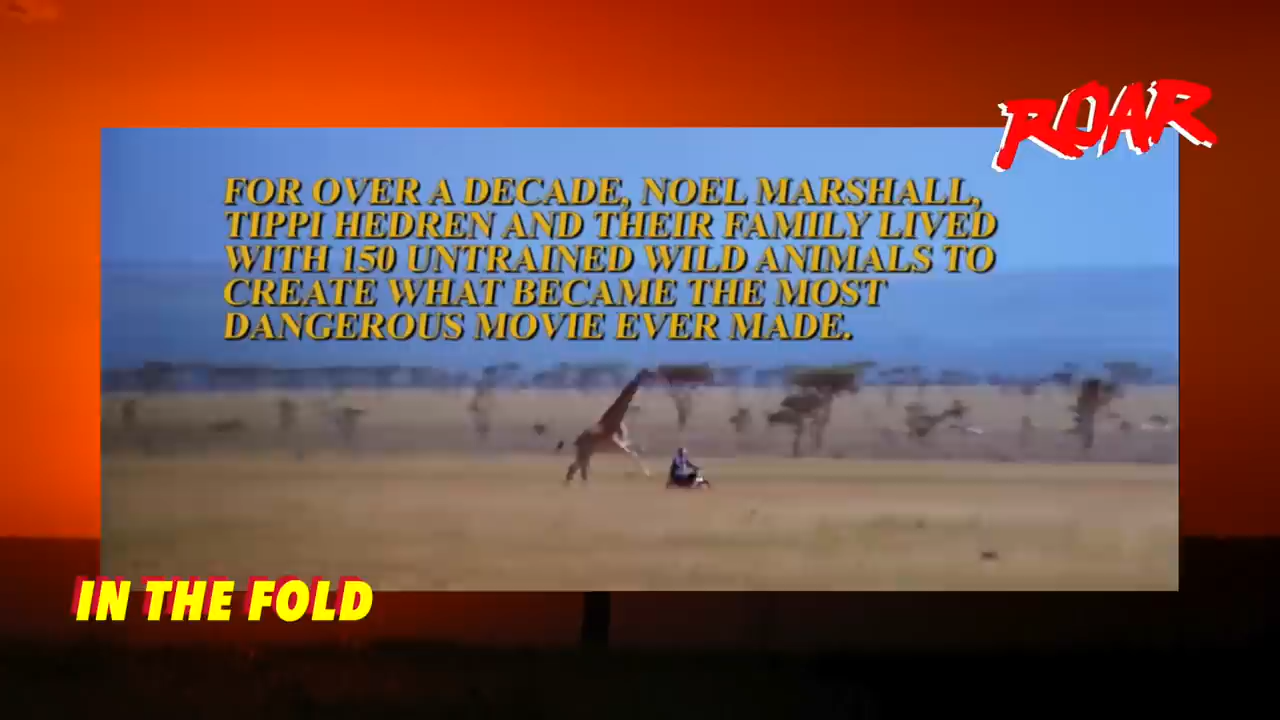 ROAR
FOR OVER A DECADE, NOEL MARSHALL,
TIPPI HEDREN AND THEIR FAMILY LIVED
WITH 150 UNTRAINED WILD ANIMALS TO
CREATE WHAT BECAME THE MOST
DANGEROUS MOVIE EVER MADE.
IN THE FOLD